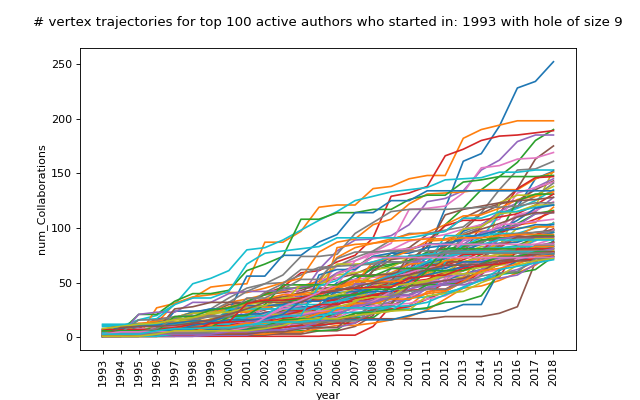 # vertex trajectories for top 100 active authors who started in: 1993 with hole of size 9
250
200
150
100
50
0
num_Collaborations
1993 1994 1995 1996 1997 1998 1999 2000 2001 2002 2003 2004 2005 2006 2007 2008 2009 2010 2011 2012 2013 2014 2015 2016 2017 2018
year